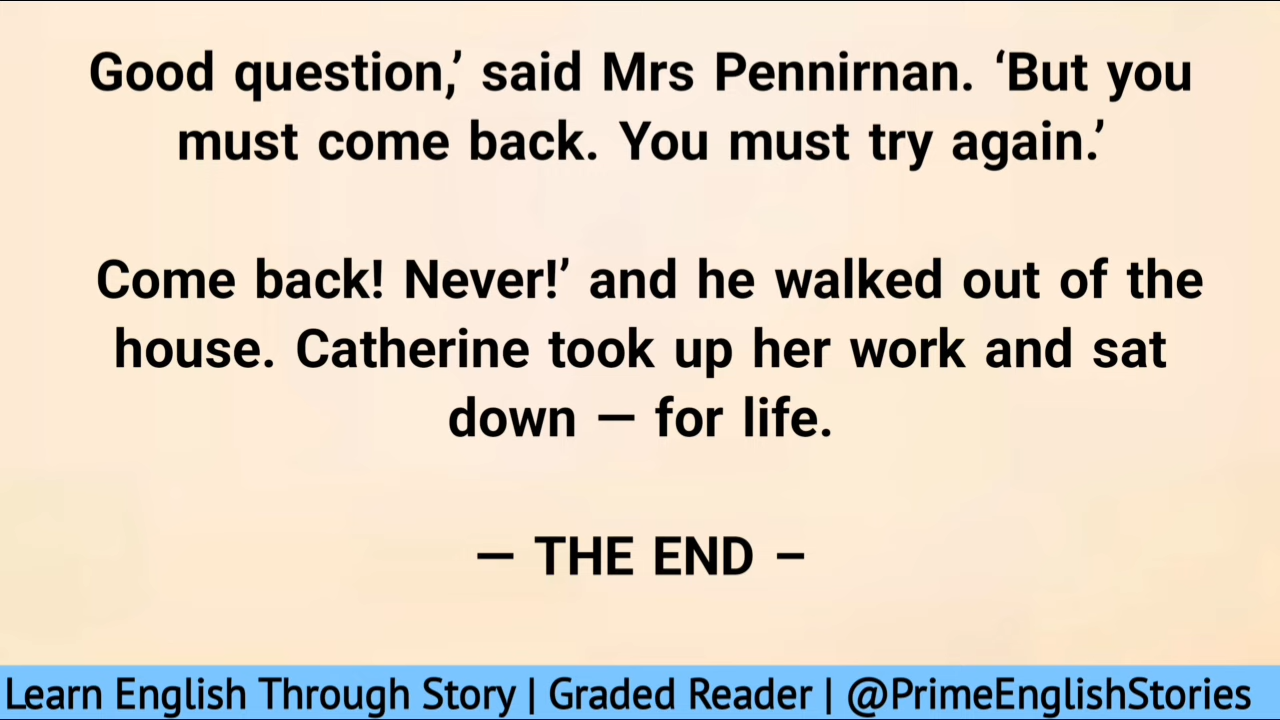 Good question,’ said Mrs Pennirnan. ‘But you
must come back. You must try again.’
Come back! Never!’ and he walked out of the
house. Catherine took up her work and sat
down – for life.
– THE END –
Learn English Through Story | Graded Reader | @PrimeEnglishStories